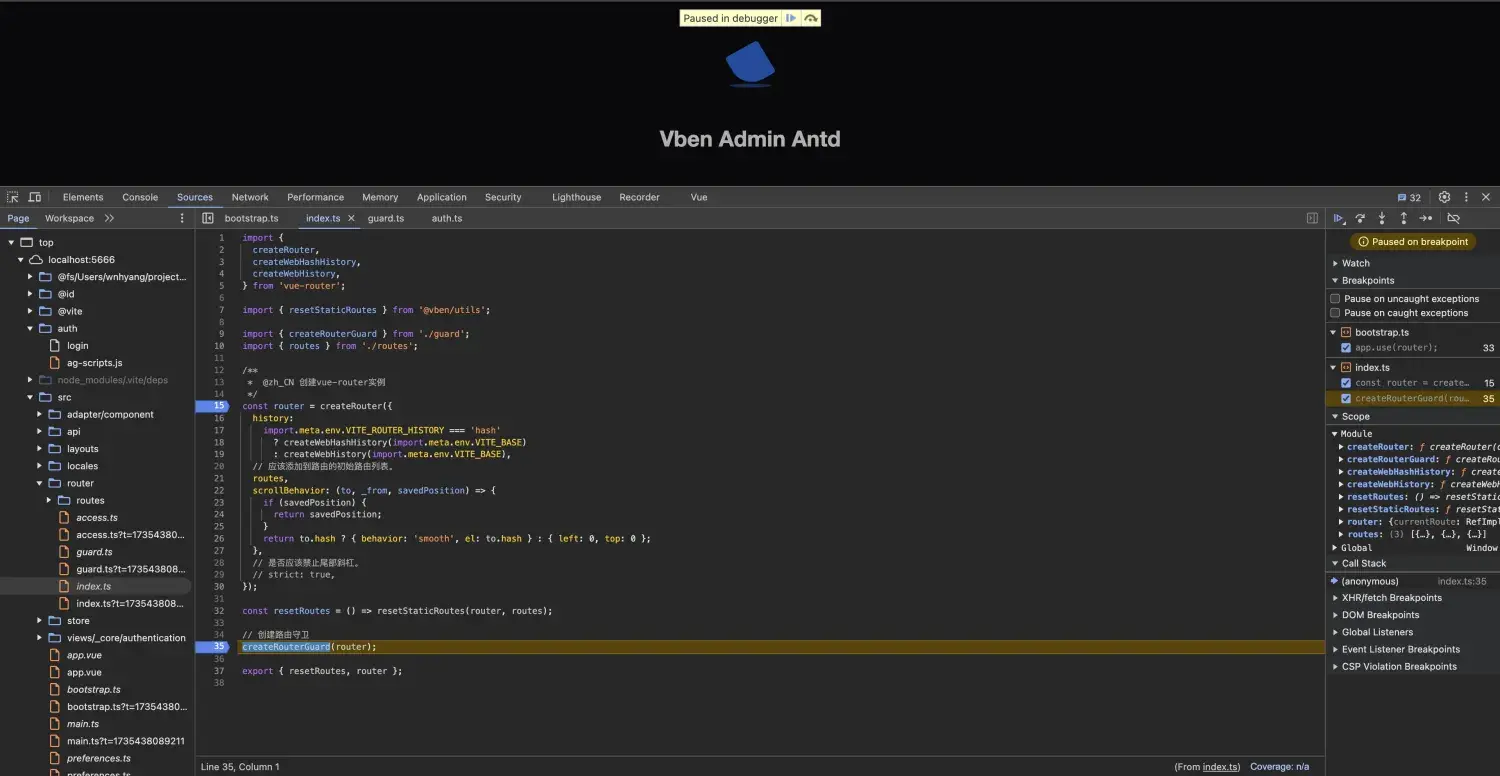 Paused in debugger
Vben Admin Antd
Elements Console Sources Network Performance Memory Application Security Lighthouse Recorder Vue 32
Page Workspace
bootstrap.ts index.ts guard.ts auth.ts
top
localhost:5666
@fs/Users/wnhyang/project…
@id
@vite
auth
login
ag-scripts.js
node_modules/.vite/deps
src
adapter/component
api
layouts
locales
router
routes
access.ts
access.ts?t=17354380…
guard.ts
guard.ts?t=173543808…
index.ts
index.ts?t=173543808…
store
views/_core/authentication
app.vue
app.vue
bootstrap.ts
bootstrap.ts?t=17354380…
main.ts
main.ts?t=1735438089211
preferences.ts
preferences.ts
1 import {
2 createRouter,
3 createWebHashHistory,
4 createWebHistory,
5 } from 'vue-router';
6
7 import { resetStaticRoutes } from '@vben/utils';
8
9 import { createRouterGuard } from './guard';
10 import { routes } from './routes';
11
12 /**
13 * @zh_CN 创建vue-router实例
14 */
15 const router = createRouter({
16 history:
17 import.meta.env.VITE_ROUTER_HISTORY === 'hash'
18 ? createWebHashHistory(import.meta.env.VITE_BASE)
19 : createWebHistory(import.meta.env.VITE_BASE),
20 // 应该添加到路由的初始路由列表。
21 routes,
22 scrollBehavior: (to, _from, savedPosition) => {
23 if (savedPosition) {
24 return savedPosition;
25 }
26 return to.hash ? { behavior: 'smooth', el: to.hash } : { left: 0, top: 0 };
27 },
28 // 是否应该禁止尾部斜杠。
29 // strict: true,
30 });
31
32 const resetRoutes = () => resetStaticRoutes(router, routes);
33
34 // 创建路由守卫
35 createRouterGuard(router);
36
37 export { resetRoutes, router };
38
Line 35, Column 1 (From index.ts) Coverage: n/a
Paused on breakpoint
Watch
Breakpoints
Pause on uncaught exceptions
Pause on caught exceptions
bootstrap.ts
app.use(router); 33
index.ts
const router = create… 15
createRouterGuard(rou… 35
Scope
Module
createRouter: ƒ createRouter(
createRouterGuard: ƒ createRou
createWebHashHistory: ƒ create
createWebHistory: ƒ createWebH
resetRoutes: () => resetStatic
resetStaticRoutes: ƒ resetSta
router: {currentRoute: RefImpl
routes: (3) [{…}, {…}, {…}]
Global Window
Call Stack
(anonymous) index.ts:35
XHR/fetch Breakpoints
DOM Breakpoints
Global Listeners
Event Listener Breakpoints
CSP Violation Breakpoints